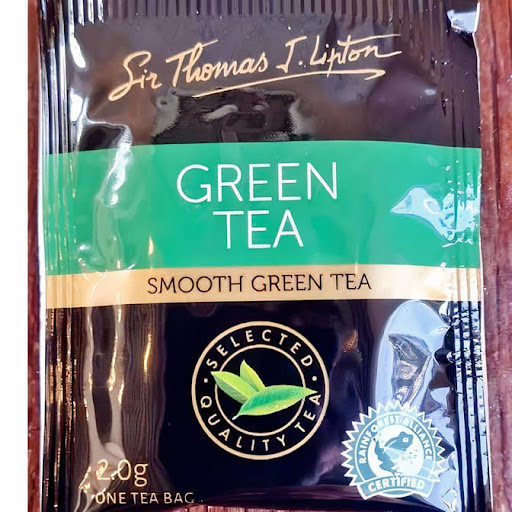 Sir Thomas J. Lipton
GREEN
TEA
SMOOTH GREEN TEA
· SELECTED ·
QUALITY TEA
RAINFOREST ALLIANCE
CERTIFIED
2.0g
ONE TEA BAG